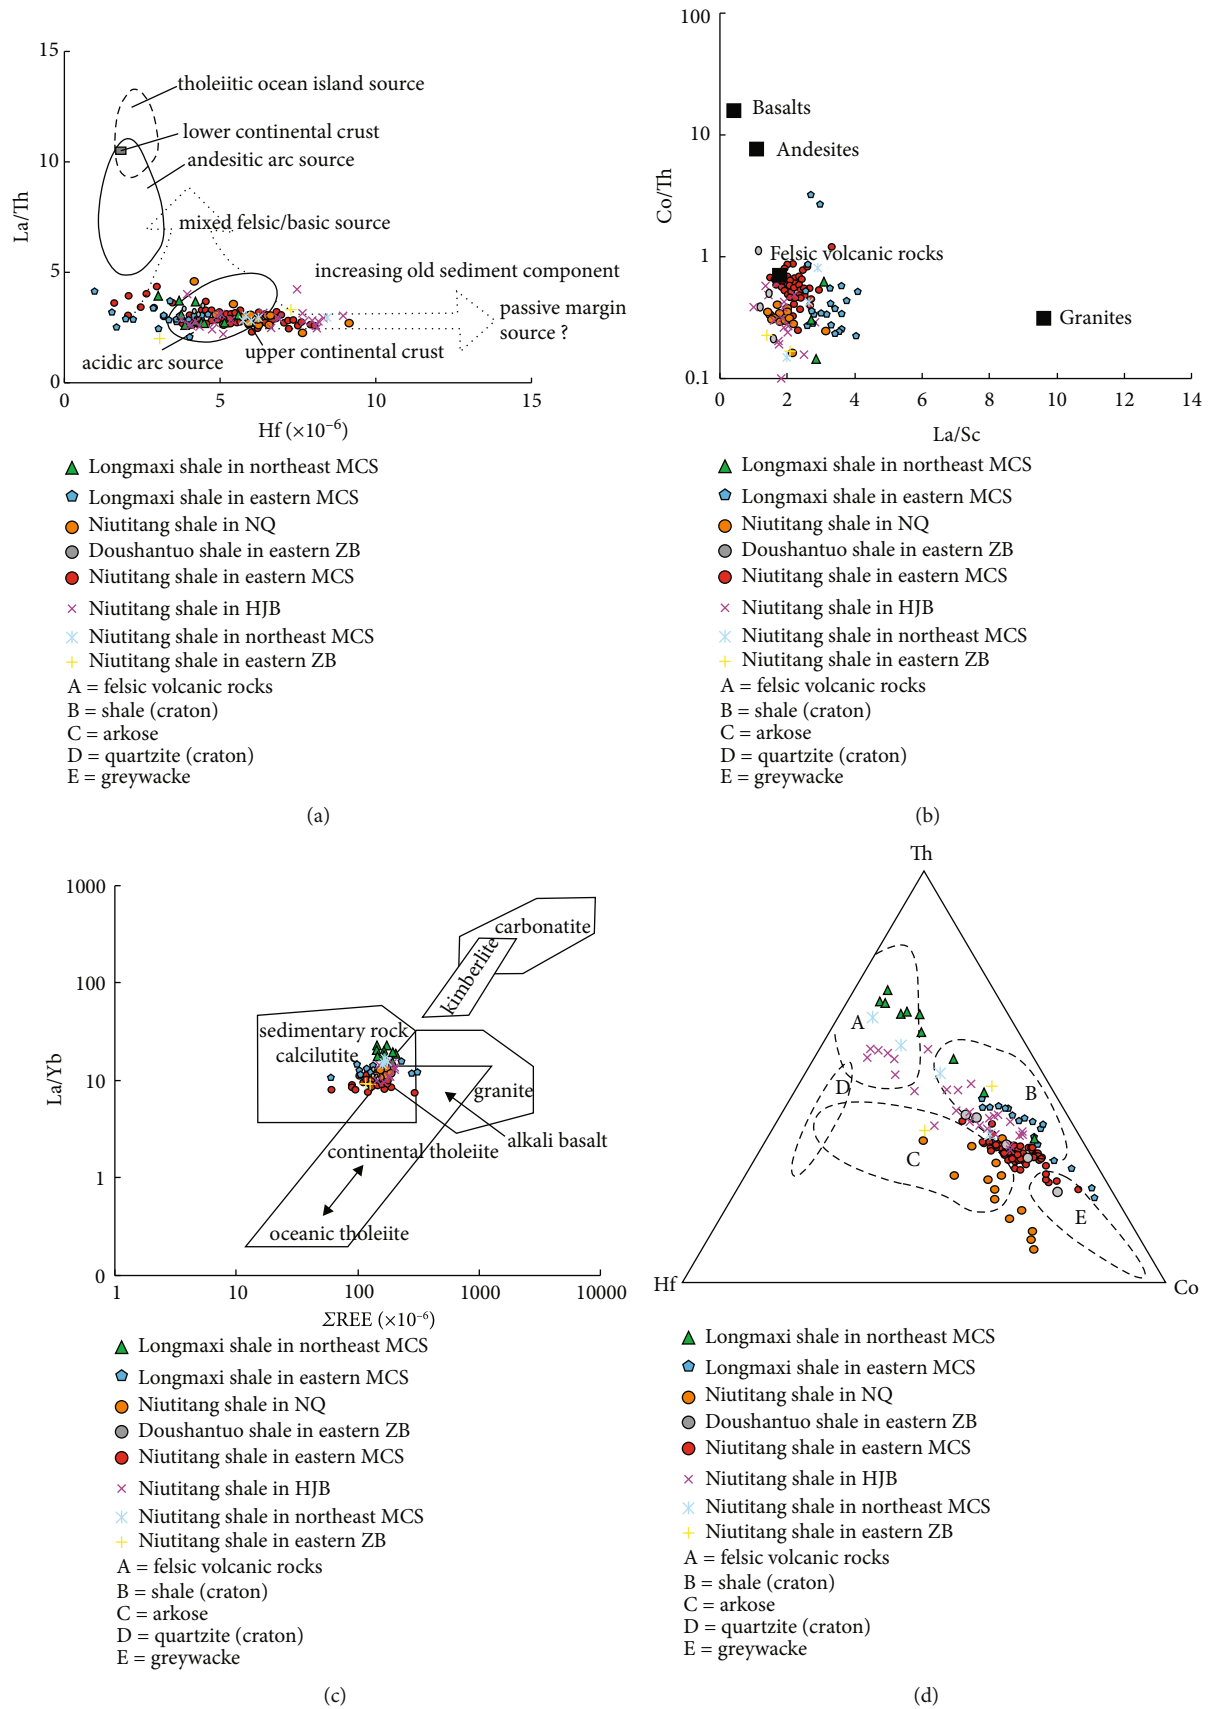 15
tholeiitic ocean island source
lower continental crust
andesitic arc source
10
La/Th
mixed felsic/basic source
5
increasing old sediment component
passive margin
source ?
acidic arc source
upper continental crust
0
0 5 10 15
Hf (×10⁻⁶)
Longmaxi shale in northeast MCS
Longmaxi shale in eastern MCS
Niutitang shale in NQ
Doushantuo shale in eastern ZB
Niutitang shale in eastern MCS
Niutitang shale in HJB
Niutitang shale in northeast MCS
Niutitang shale in eastern ZB
A = felsic volcanic rocks
B = shale (craton)
C = arkose
D = quartzite (craton)
E = greywacke
(a)
100
Basalts
10
Andesites
Co/Th
1
Felsic volcanic rocks
Granites
0.1
0 2 4 6 8 10 12 14
La/Sc
Longmaxi shale in northeast MCS
Longmaxi shale in eastern MCS
Niutitang shale in NQ
Doushantuo shale in eastern ZB
Niutitang shale in eastern MCS
Niutitang shale in HJB
Niutitang shale in northeast MCS
Niutitang shale in eastern ZB
A = felsic volcanic rocks
B = shale (craton)
C = arkose
D = quartzite (craton)
E = greywacke
(b)
1000
carbonatite
kimberlite
100
sedimentary rock
calcilutite
La/Yb
10
granite
alkali basalt
continental tholeiite
1
oceanic tholeiite
0
1 10 100 1000 10000
ΣREE (×10⁻⁶)
Longmaxi shale in northeast MCS
Longmaxi shale in eastern MCS
Niutitang shale in NQ
Doushantuo shale in eastern ZB
Niutitang shale in eastern MCS
Niutitang shale in HJB
Niutitang shale in northeast MCS
Niutitang shale in eastern ZB
A = felsic volcanic rocks
B = shale (craton)
C = arkose
D = quartzite (craton)
E = greywacke
(c)
Th
A
D
B
C
E
Hf
Co
Longmaxi shale in northeast MCS
Longmaxi shale in eastern MCS
Niutitang shale in NQ
Doushantuo shale in eastern ZB
Niutitang shale in eastern MCS
Niutitang shale in HJB
Niutitang shale in northeast MCS
Niutitang shale in eastern ZB
A = felsic volcanic rocks
B = shale (craton)
C = arkose
D = quartzite (craton)
E = greywacke
(d)